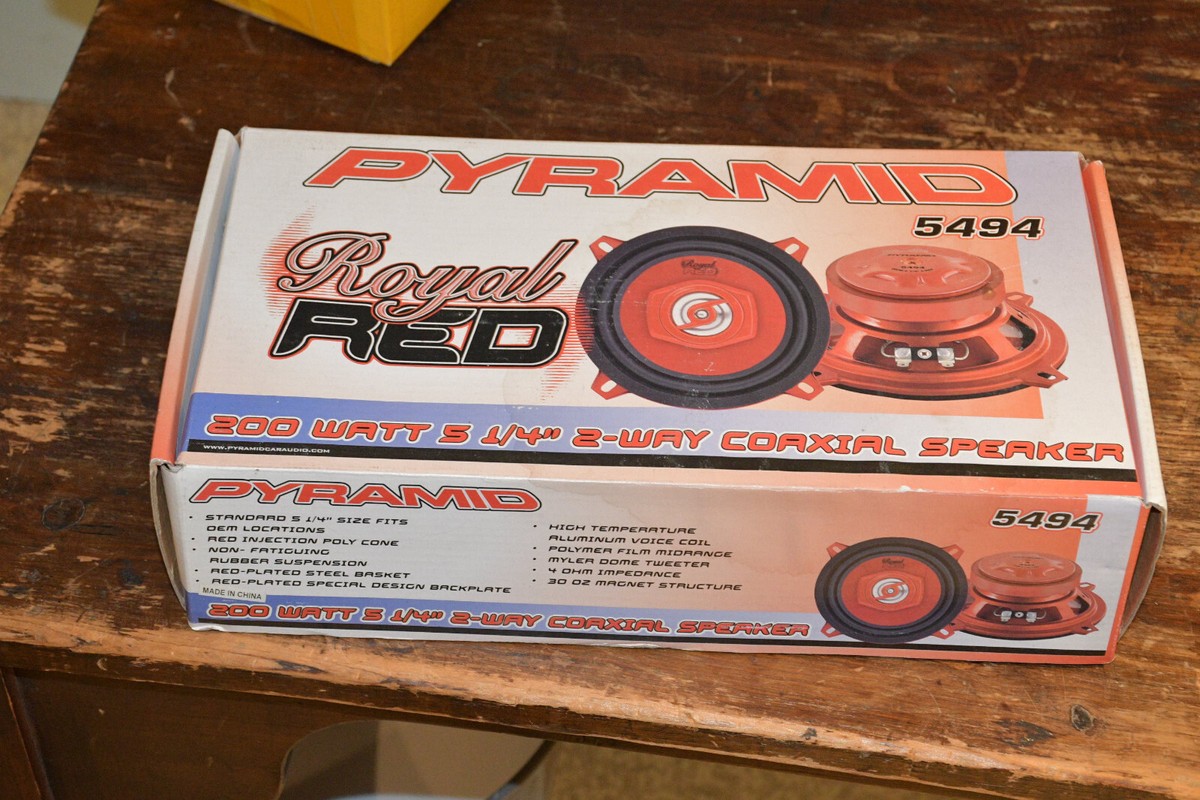 PYRAMID
5494
Royal
RED
200 WATT 5 1/4" 2-WAY COAXIAL SPEAKER
WWW.PYRAMIDCARAUDIO.COM
PYRAMID
5494
• STANDARD 5 1/4" SIZE FITS
OEM LOCATIONS
• RED INJECTION POLY CONE
• NON- FATIGUING
RUBBER SUSPENSION
• RED-PLATED STEEL BASKET
• RED-PLATED SPECIAL DESIGN BACKPLATE
• HIGH TEMPERATURE
ALUMINUM VOICE COIL
• POLYMER FILM MIDRANGE
• MYLER DOME TWEETER
• 4 OHM IMPEDANCE
• 30 OZ MAGNET STRUCTURE
MADE IN CHINA
200 WATT 5 1/4" 2-WAY COAXIAL SPEAKER